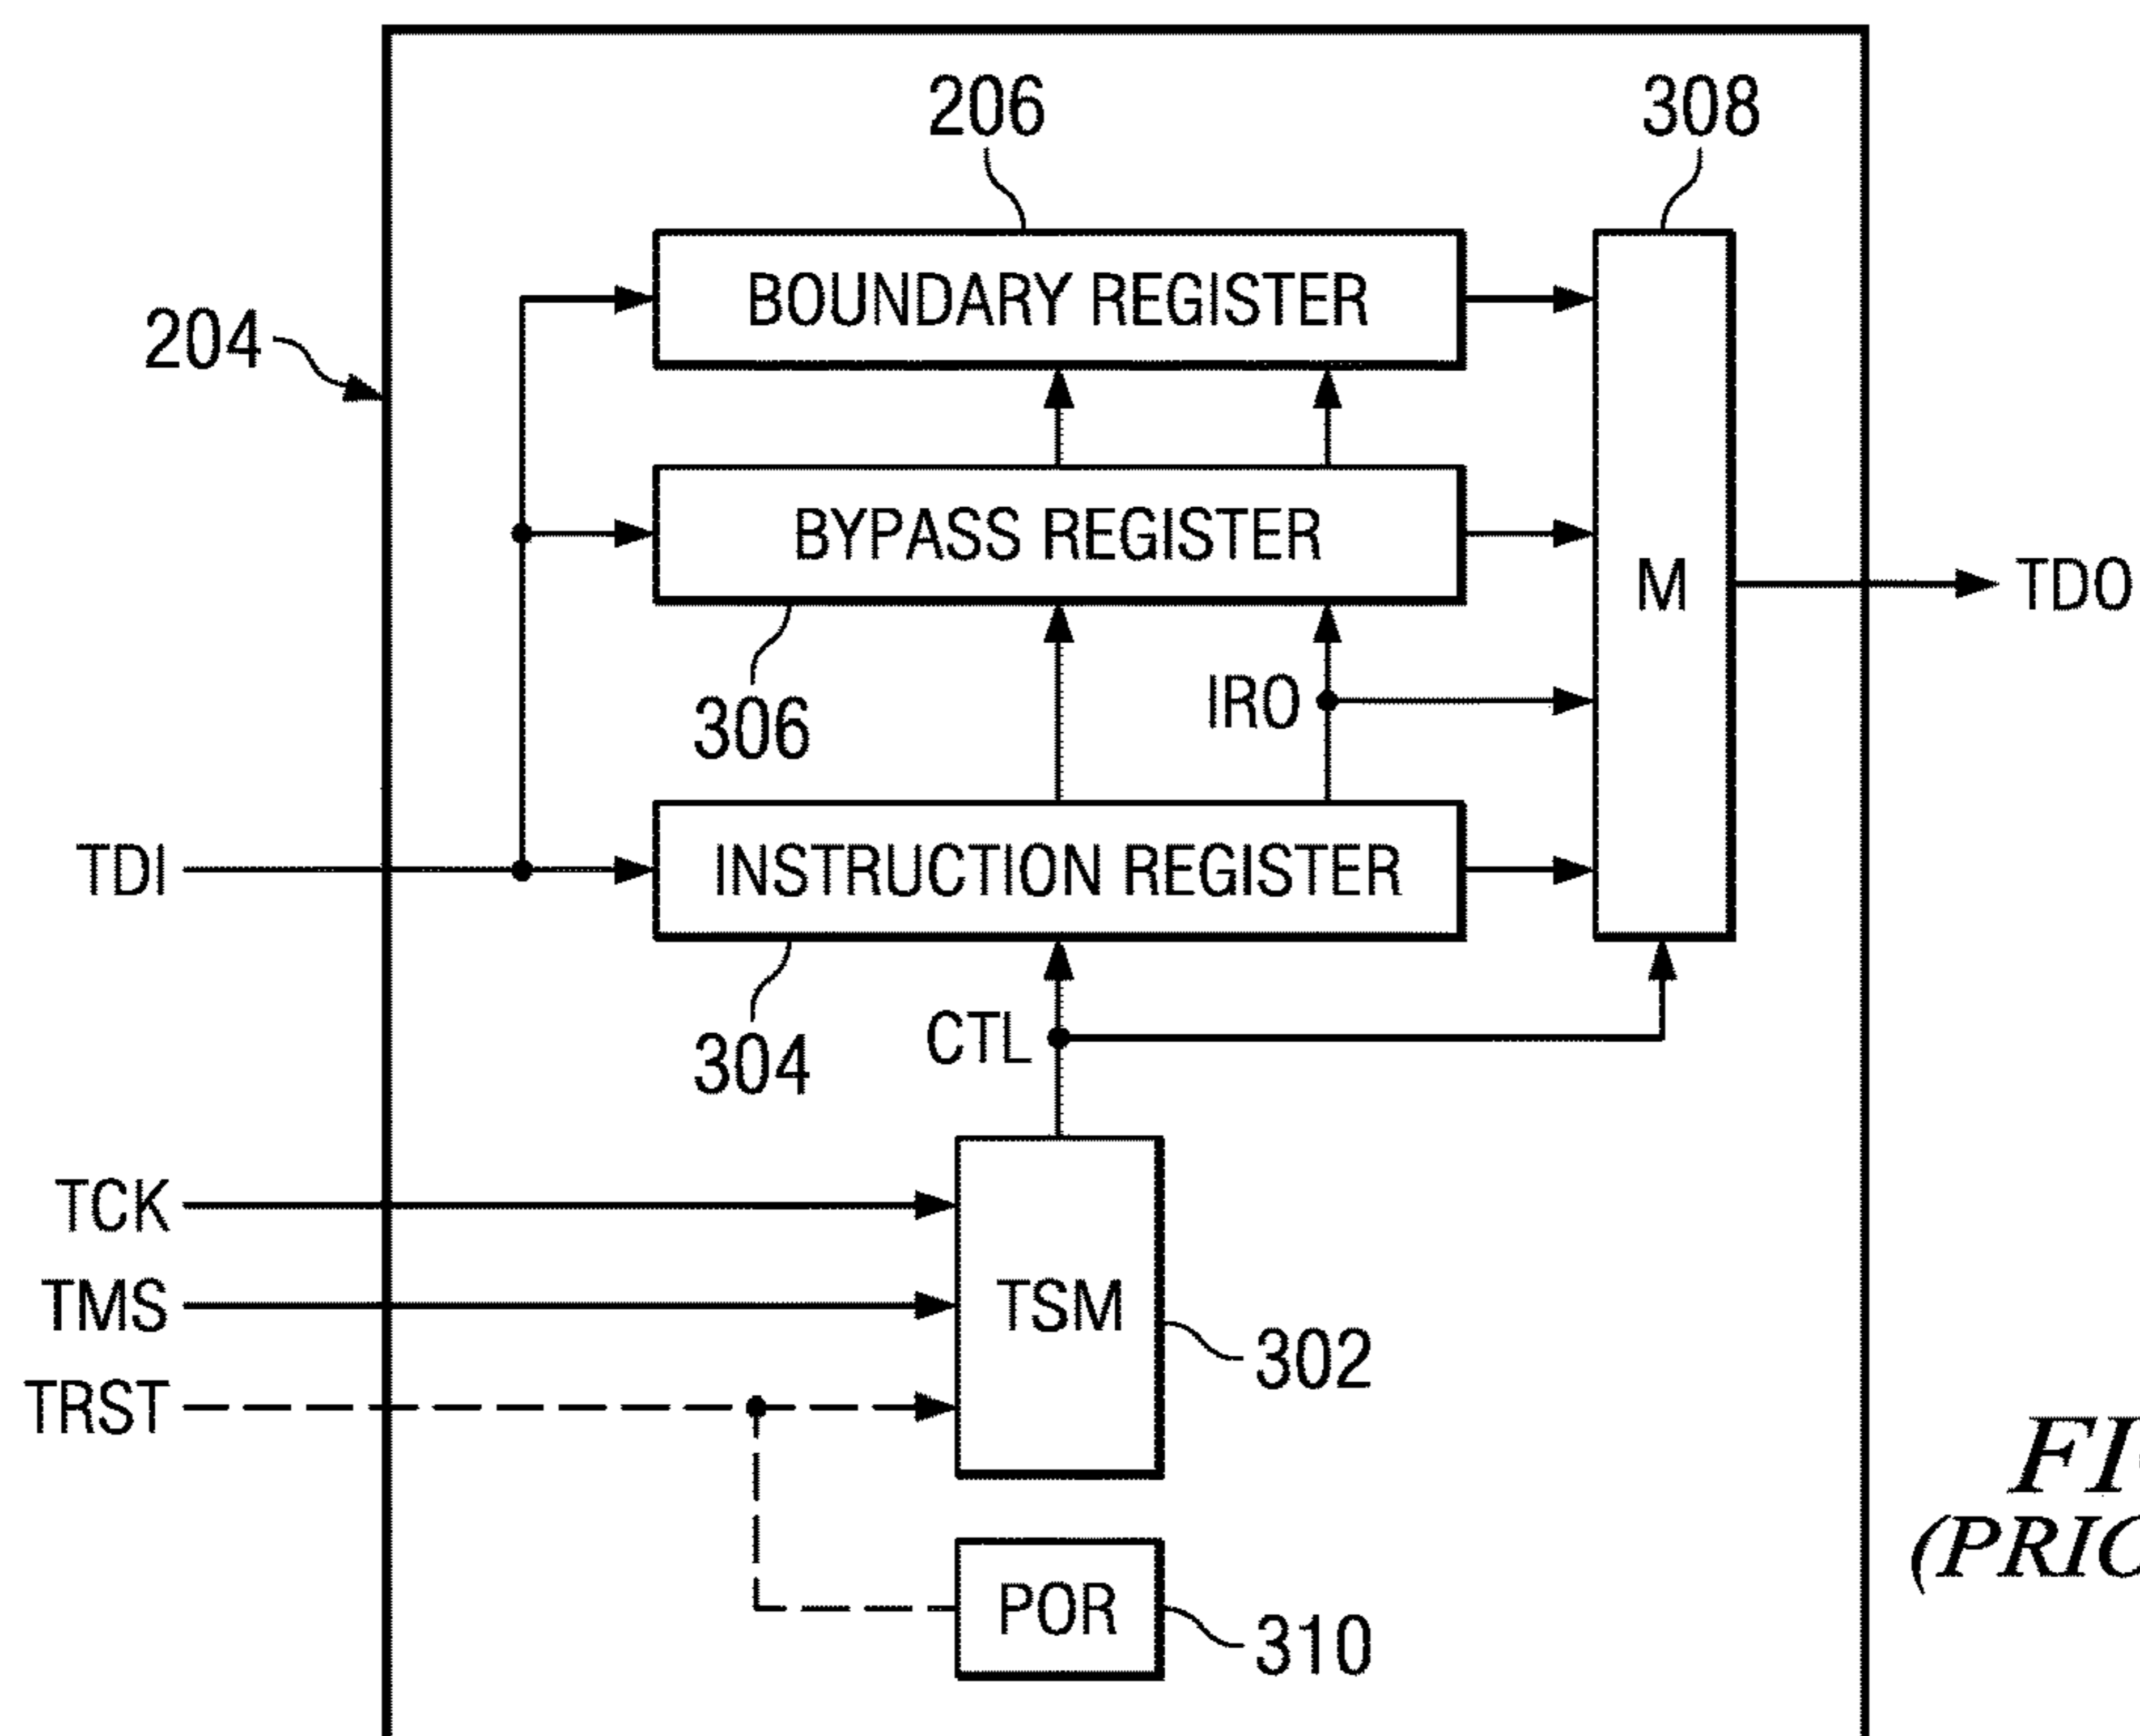 206
308
BOUNDARY REGISTER
204
BYPASS REGISTER
M
TDO
306
IRO
TDI
INSTRUCTION REGISTER
304
CTL
TCK
TMS
TSM
302
TRST
POR
310